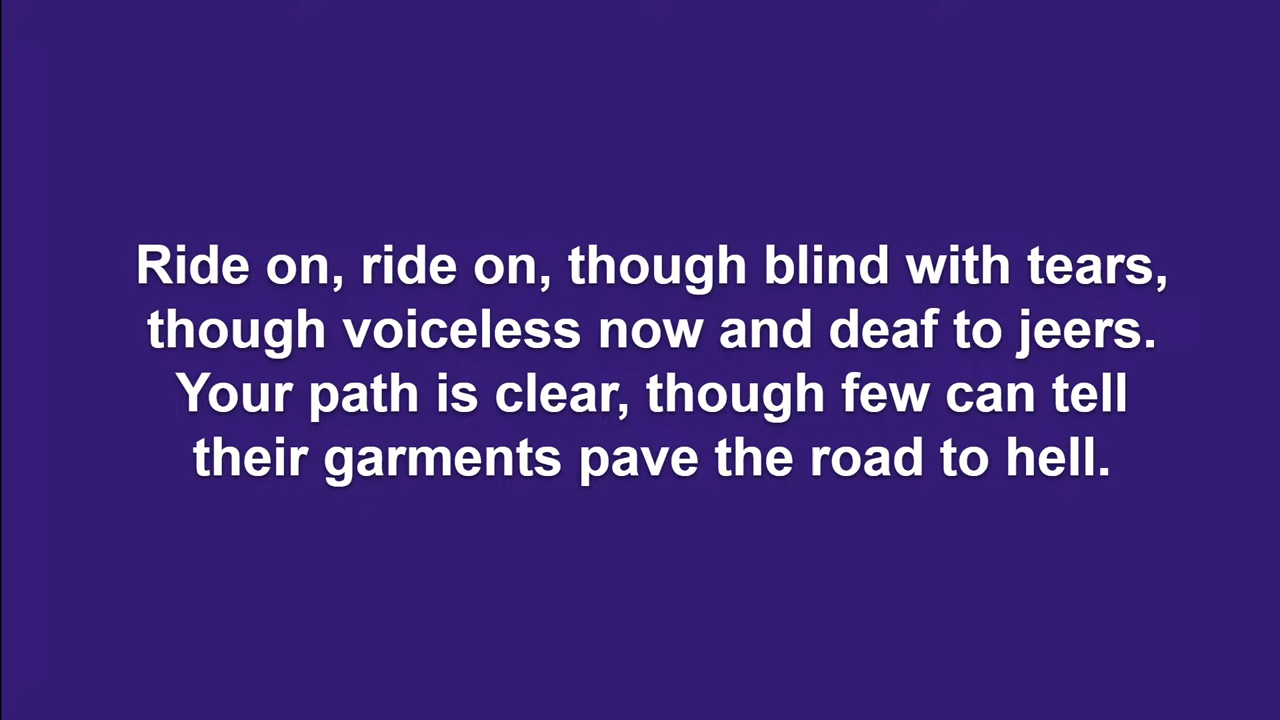 Ride on, ride on, though blind with tears,
though voiceless now and deaf to jeers.
Your path is clear, though few can tell
their garments pave the road to hell.